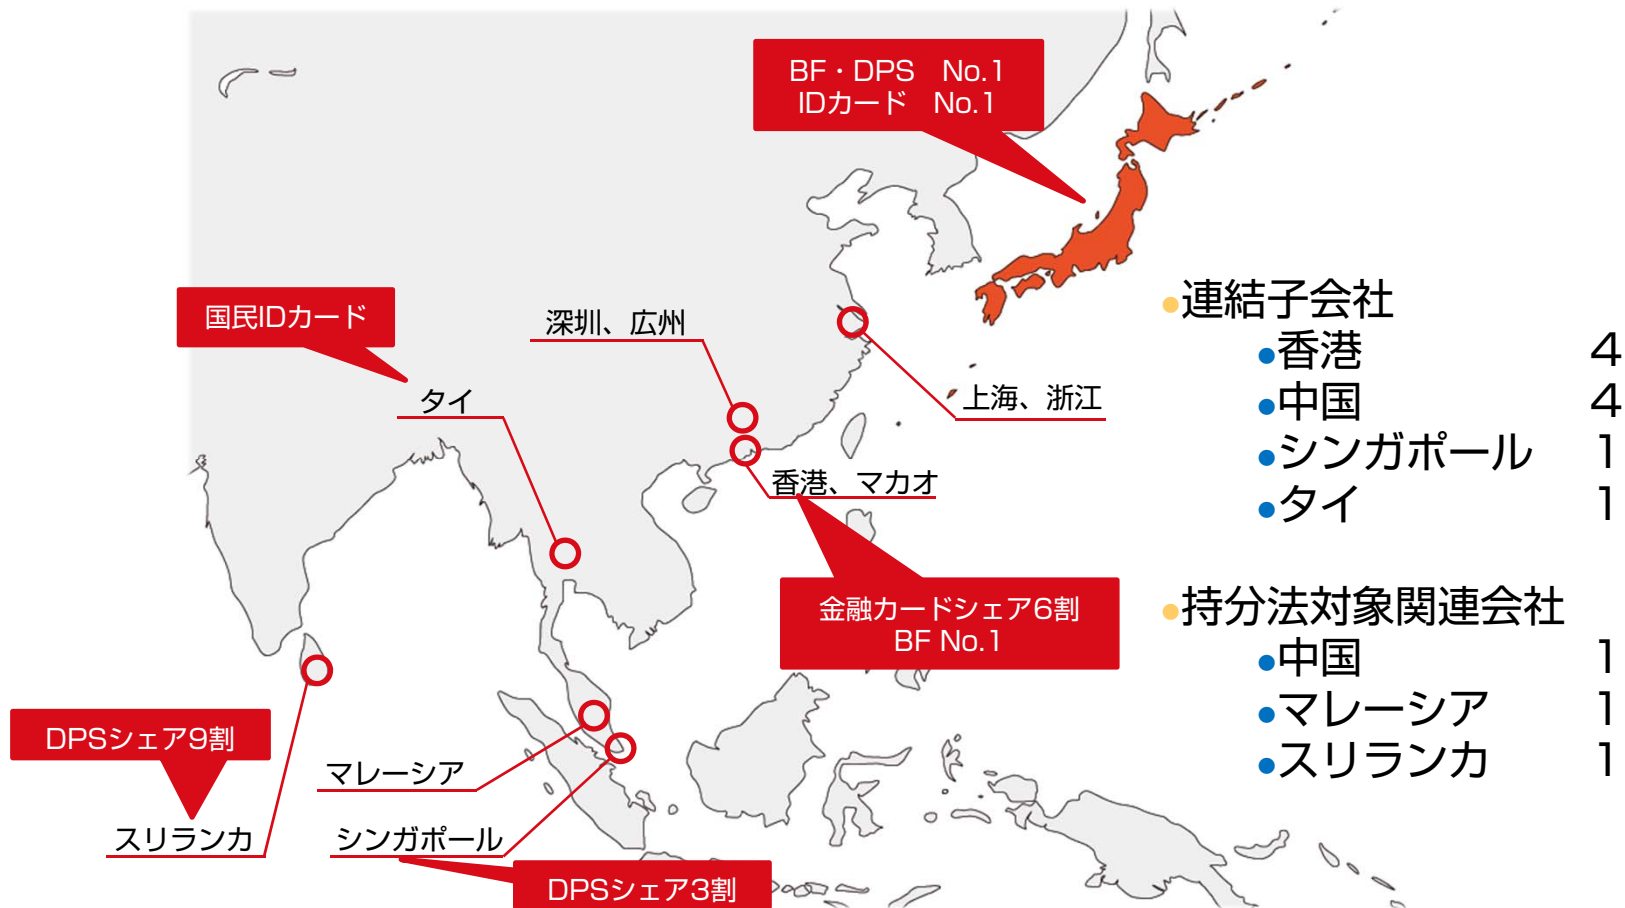 BF・DPS　No.1
IDカード　No.1
国民IDカード
深圳、広州
タイ
上海、浙江
香港、マカオ
金融カードシェア6割
BF No.1
DPSシェア9割
マレーシア
スリランカ
シンガポール
DPSシェア3割
●連結子会社
●香港 4
●中国 4
●シンガポール 1
●タイ 1
●持分法対象関連会社
●中国 1
●マレーシア 1
●スリランカ 1